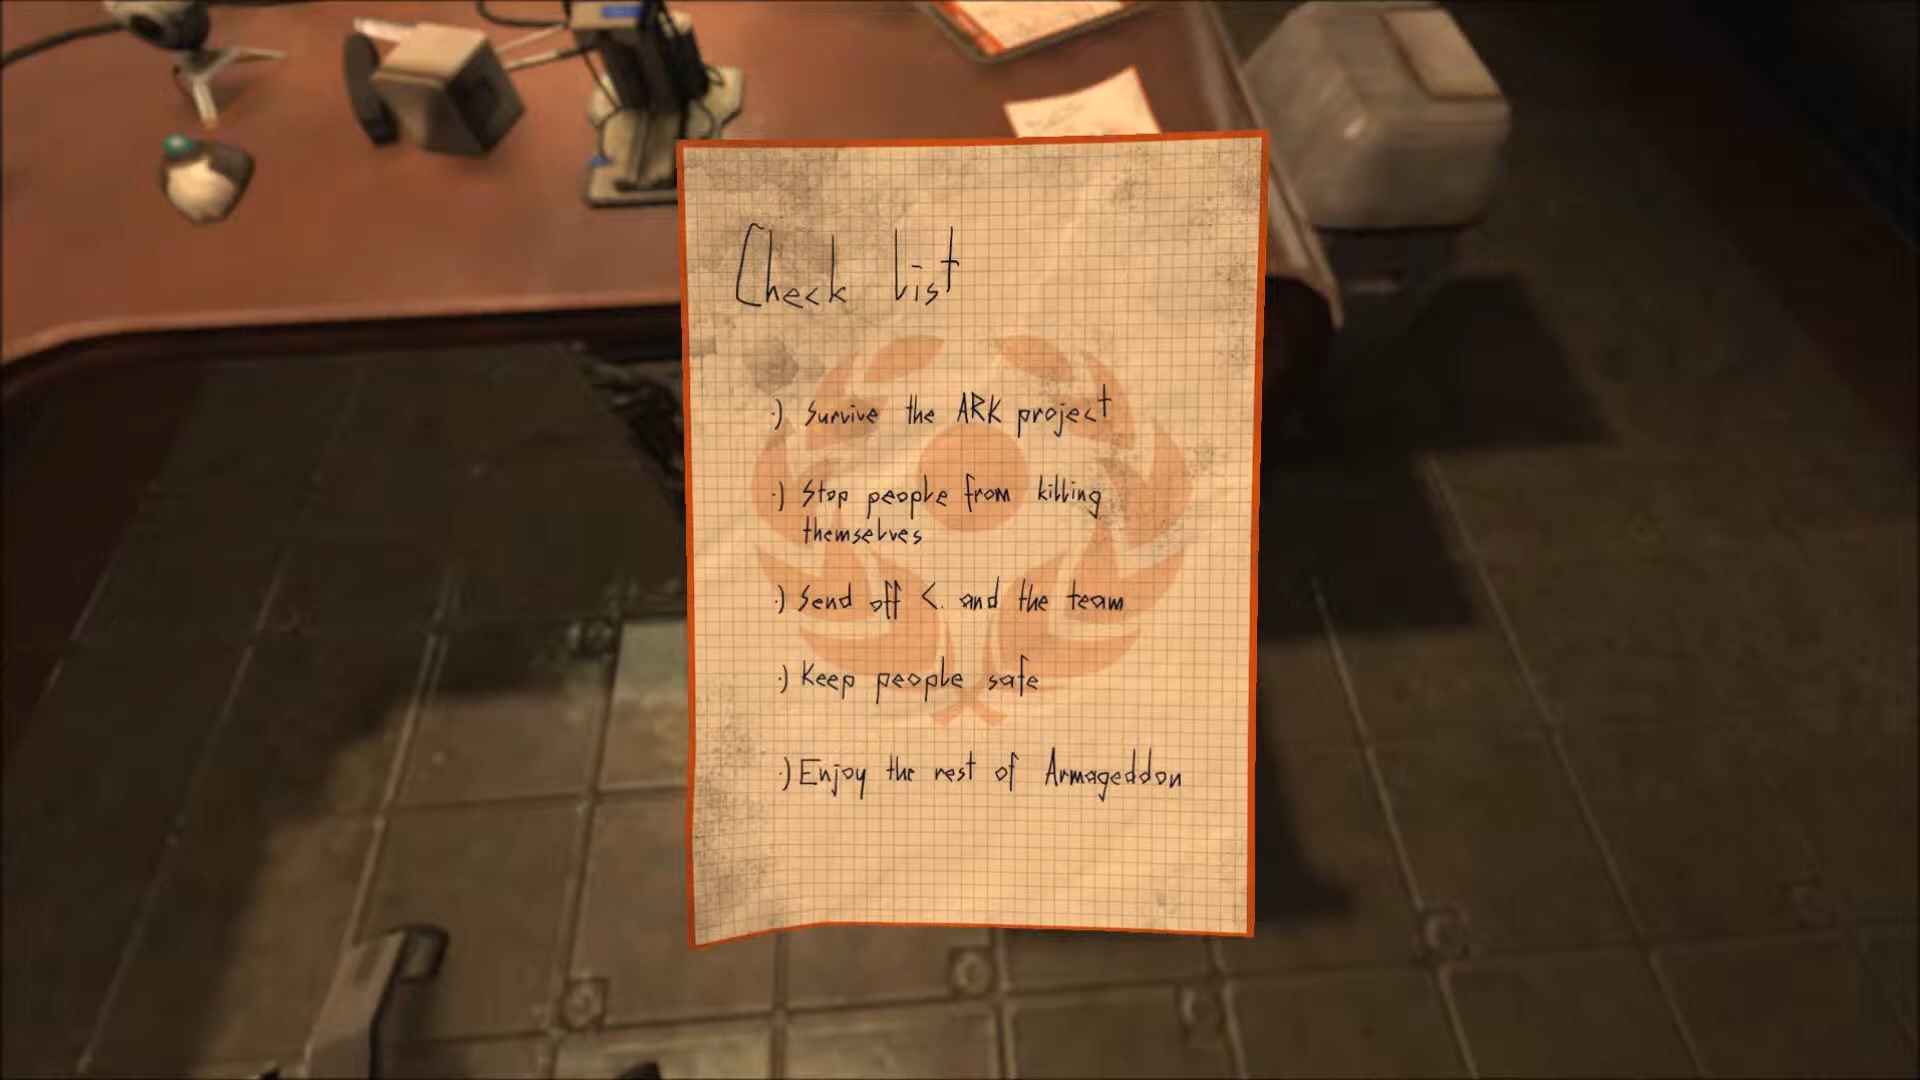 Check list
·) Survive the ARK project
·) Stop people from killing
themselves
·) Send off C. and the team
·) Keep people safe
·) Enjoy the rest of Armageddon